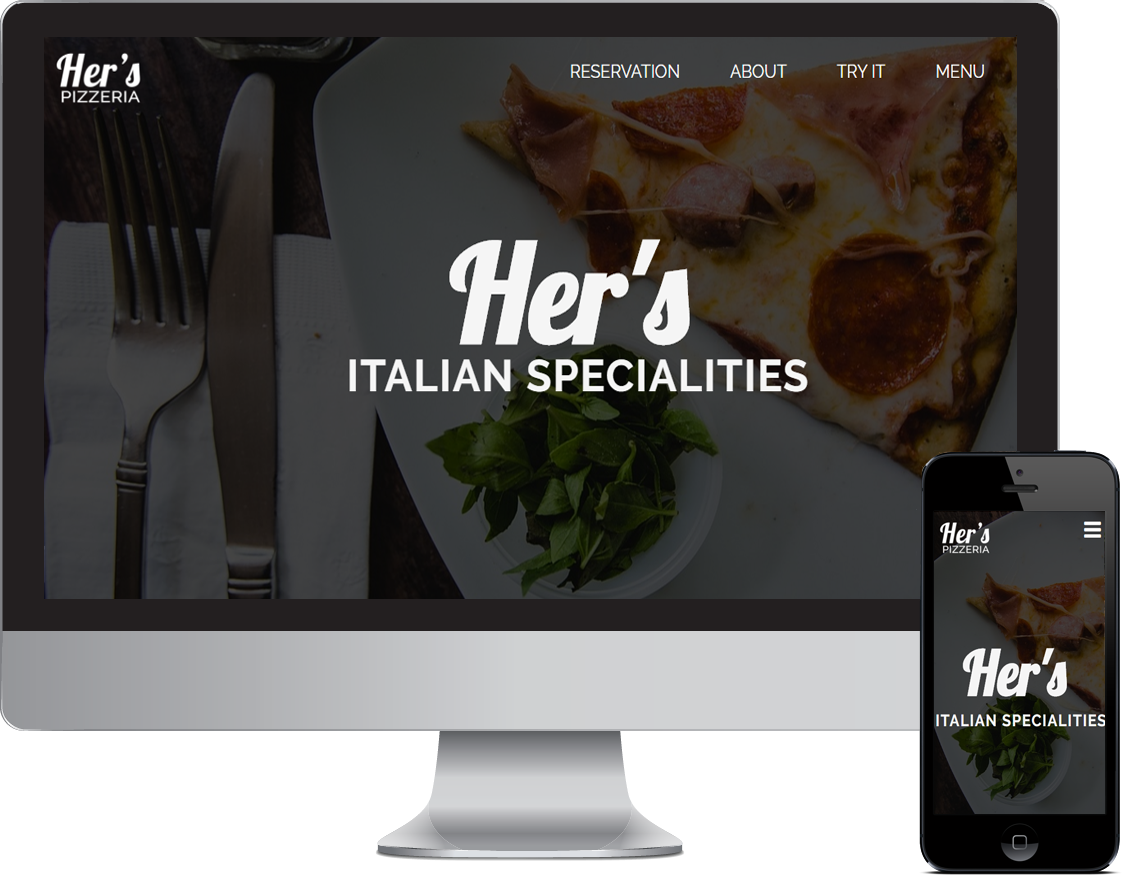 Her's
PIZZERIA
RESERVATION
ABOUT
TRY IT
MENU
Her's
ITALIAN SPECIALITIES
Her's
PIZZERIA
Her's
ITALIAN SPECIALITIES